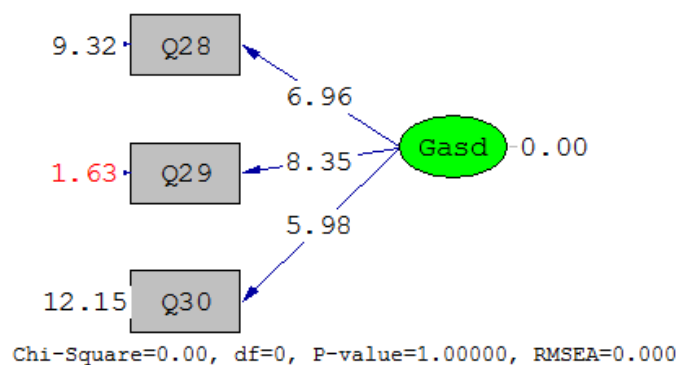 9.32 Q28
6.96
Gasd 0.00
1.63 Q29 8.35
5.98
12.15 Q30
Chi-Square=0.00, df=0, P-value=1.00000, RMSEA=0.000